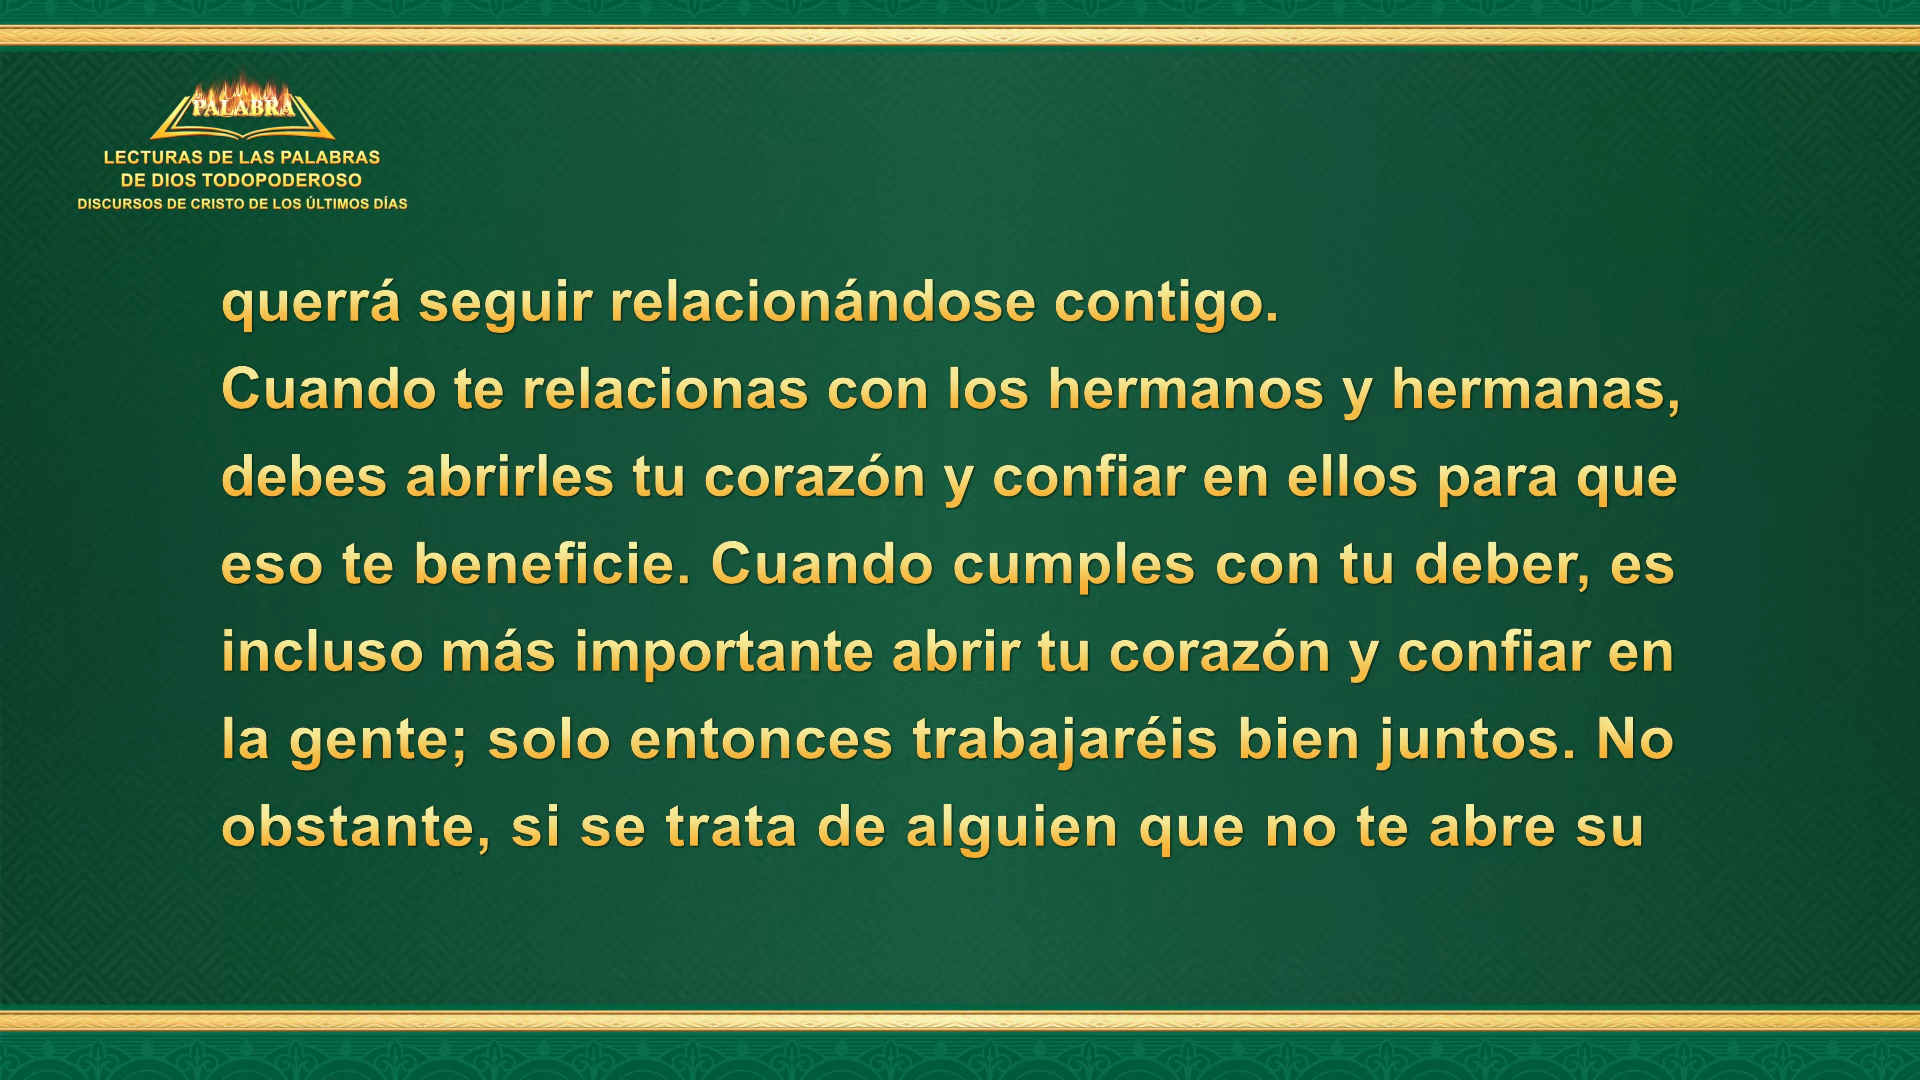 PALABRA
LECTURAS DE LAS PALABRAS
DE DIOS TODOPODEROSO
DISCURSOS DE CRISTO DE LOS ÚLTIMOS DÍAS
querrá seguir relacionándose contigo.
Cuando te relacionas con los hermanos y hermanas,
debes abrirles tu corazón y confiar en ellos para que
eso te beneficie. Cuando cumples con tu deber, es
incluso más importante abrir tu corazón y confiar en
la gente; solo entonces trabajaréis bien juntos. No
obstante, si se trata de alguien que no te abre su